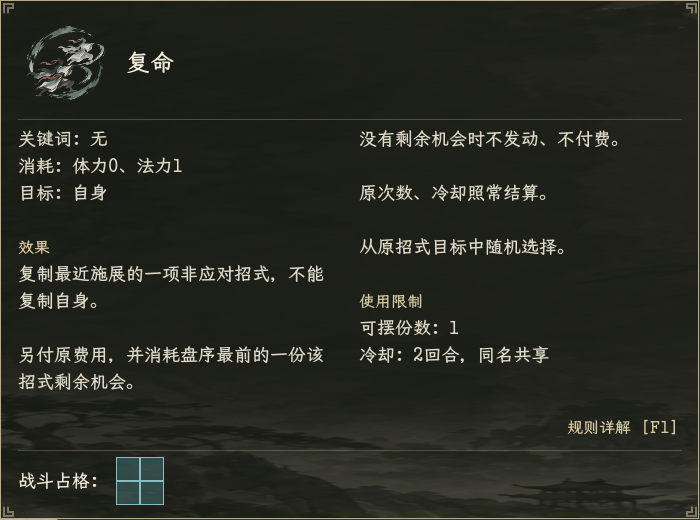 复命
关键词：无
消耗：体力0、法力1
目标：自身
效果
复制最近施展的一项非应对招式，不能
复制自身。
另付原费用，并消耗盘序最前的一份该
招式剩余机会。
没有剩余机会时不发动、不付费。
原次数、冷却照常结算。
从原招式目标中随机选择。
使用限制
可摆份数：1
冷却：2回合，同名共享
规则详解 [F1]
战斗占格：